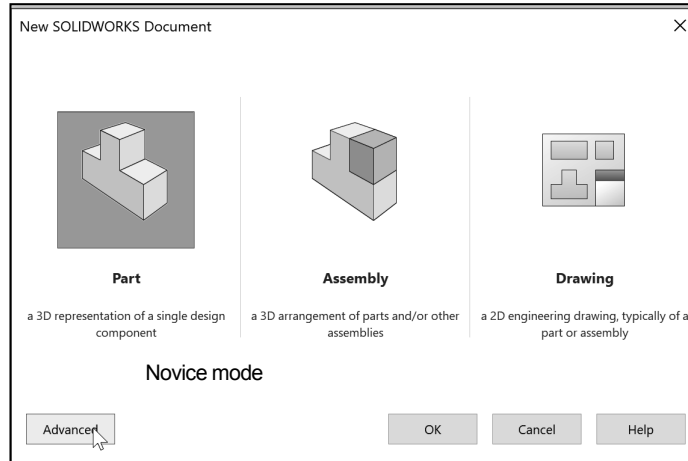 New SOLIDWORKS Document
Part
a 3D representation of a single design
component
Assembly
a 3D arrangement of parts and/or other
assemblies
Drawing
a 2D engineering drawing, typically of a
part or assembly
Novice mode
Advanced
OK
Cancel
Help